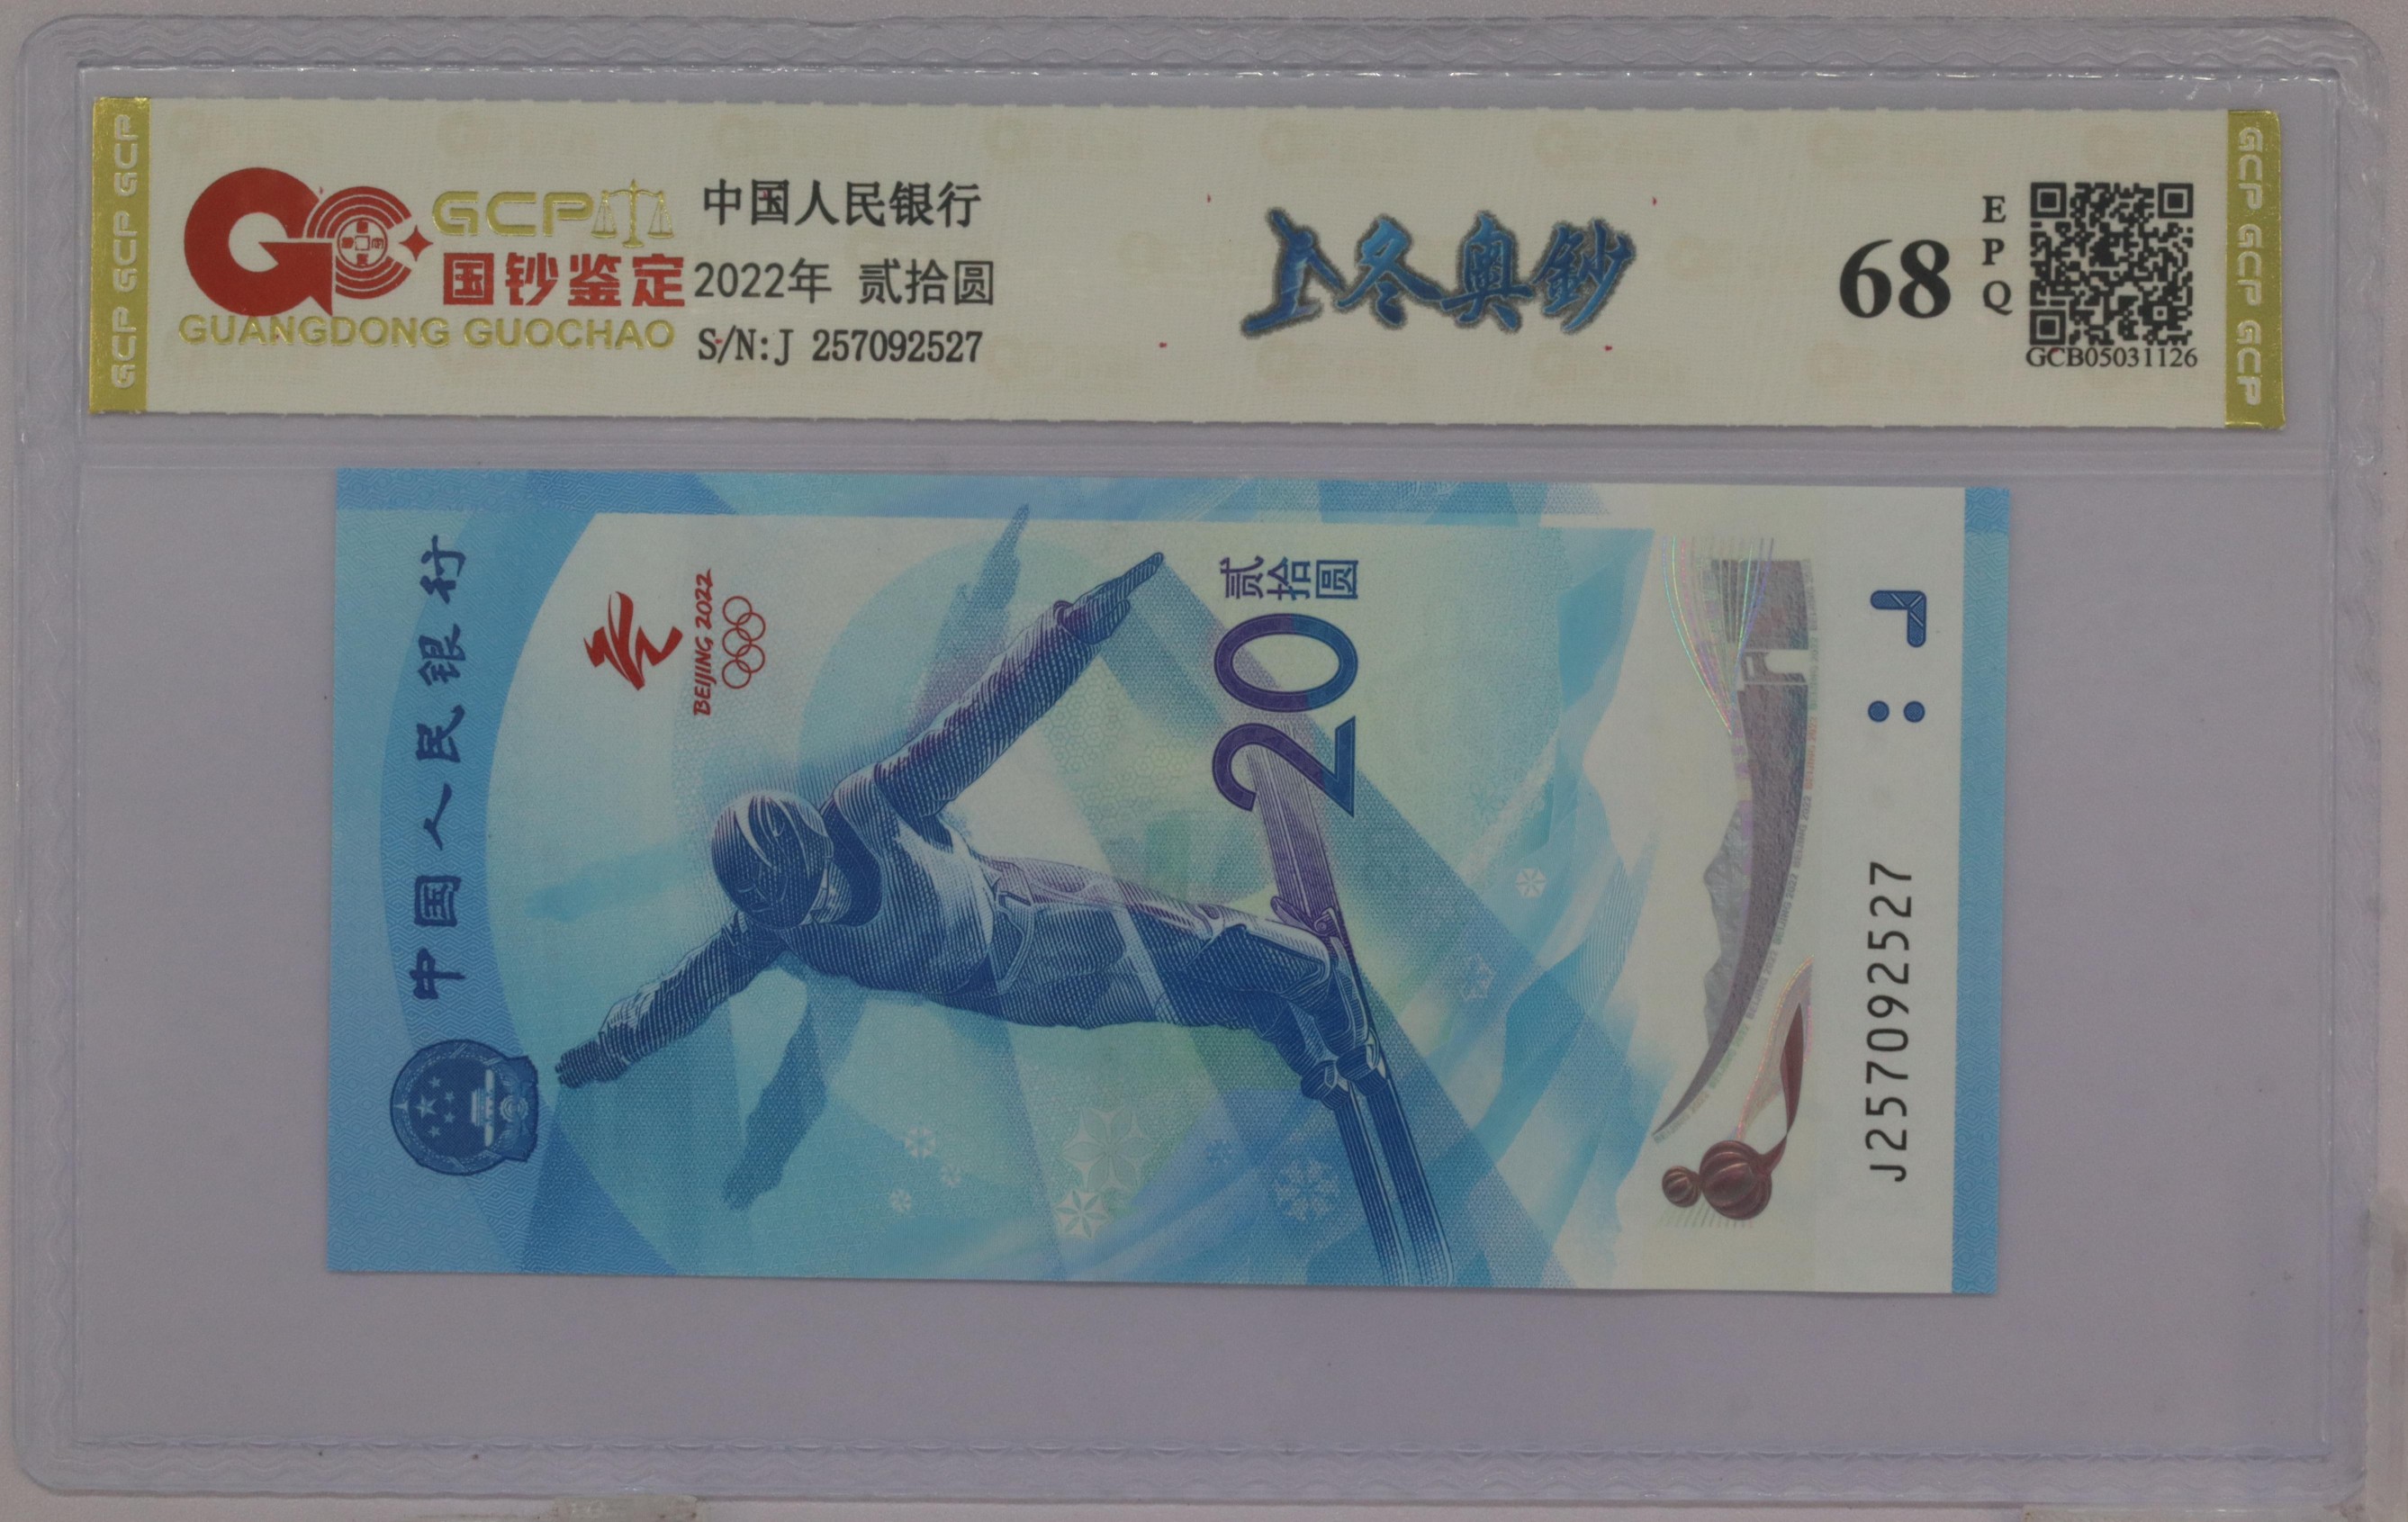 GCP GCP GCP
GCP
国钞鉴定
GUANGDONG GUOCHAO
中国人民银行
2022年 贰拾圆
S/N:J 257092527
冬奥鈔
68
EPQ
GCB05031126
GCP GCP GCP
中国人民银行
BEIJING 2022
贰拾圆
20
J257092527